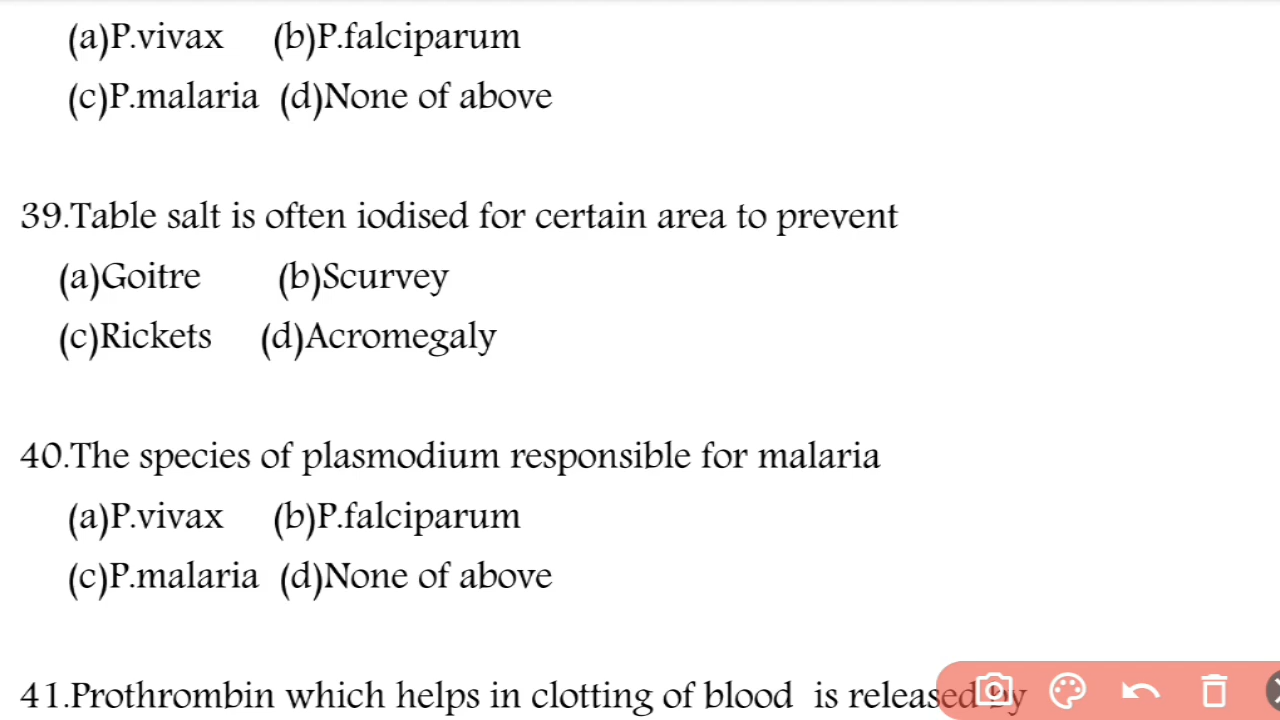 (a)P.vivax (b)P.falciparum
(c)P.malaria (d)None of above
39.Table salt is often iodised for certain area to prevent
(a)Goitre (b)Scurvey
(c)Rickets (d)Acromegaly
40.The species of plasmodium responsible for malaria
(a)P.vivax (b)P.falciparum
(c)P.malaria (d)None of above
41.Prothrombin which helps in clotting of blood is released by